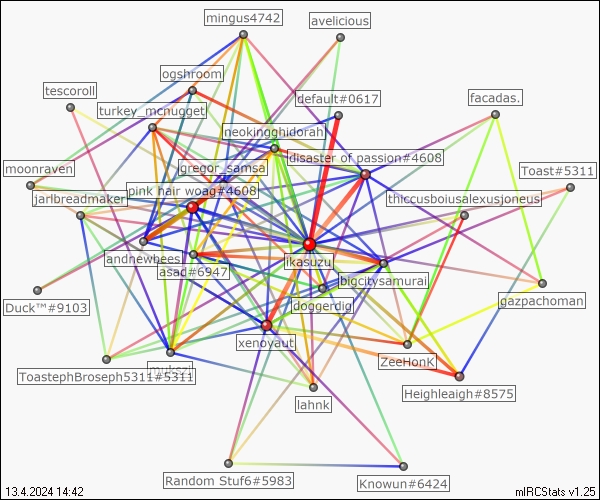 mingus4742
avelicious
ogshroom
tescoroll
default#0617
facadas.
turkey_mcnugget
neokingghidorah
disaster of passion#4608
gregor_samsa
moonraven
Toast#5311
pink hair woag#4608
jarlbreadmaker
thiccusboiusalexusjoneus
andnewbees
ikasuzu
asad#6947
bigcitysamurai
Duck™#9103
doggerdig
gazpachoman
xenoyaut
ZeeHonK
ToastephBroseph5311#5311
Heighleaigh#8575
lahnk
Random Stuf6#5983
Knowun#6424
13.4.2024 14:42
mIRCStats v1.25